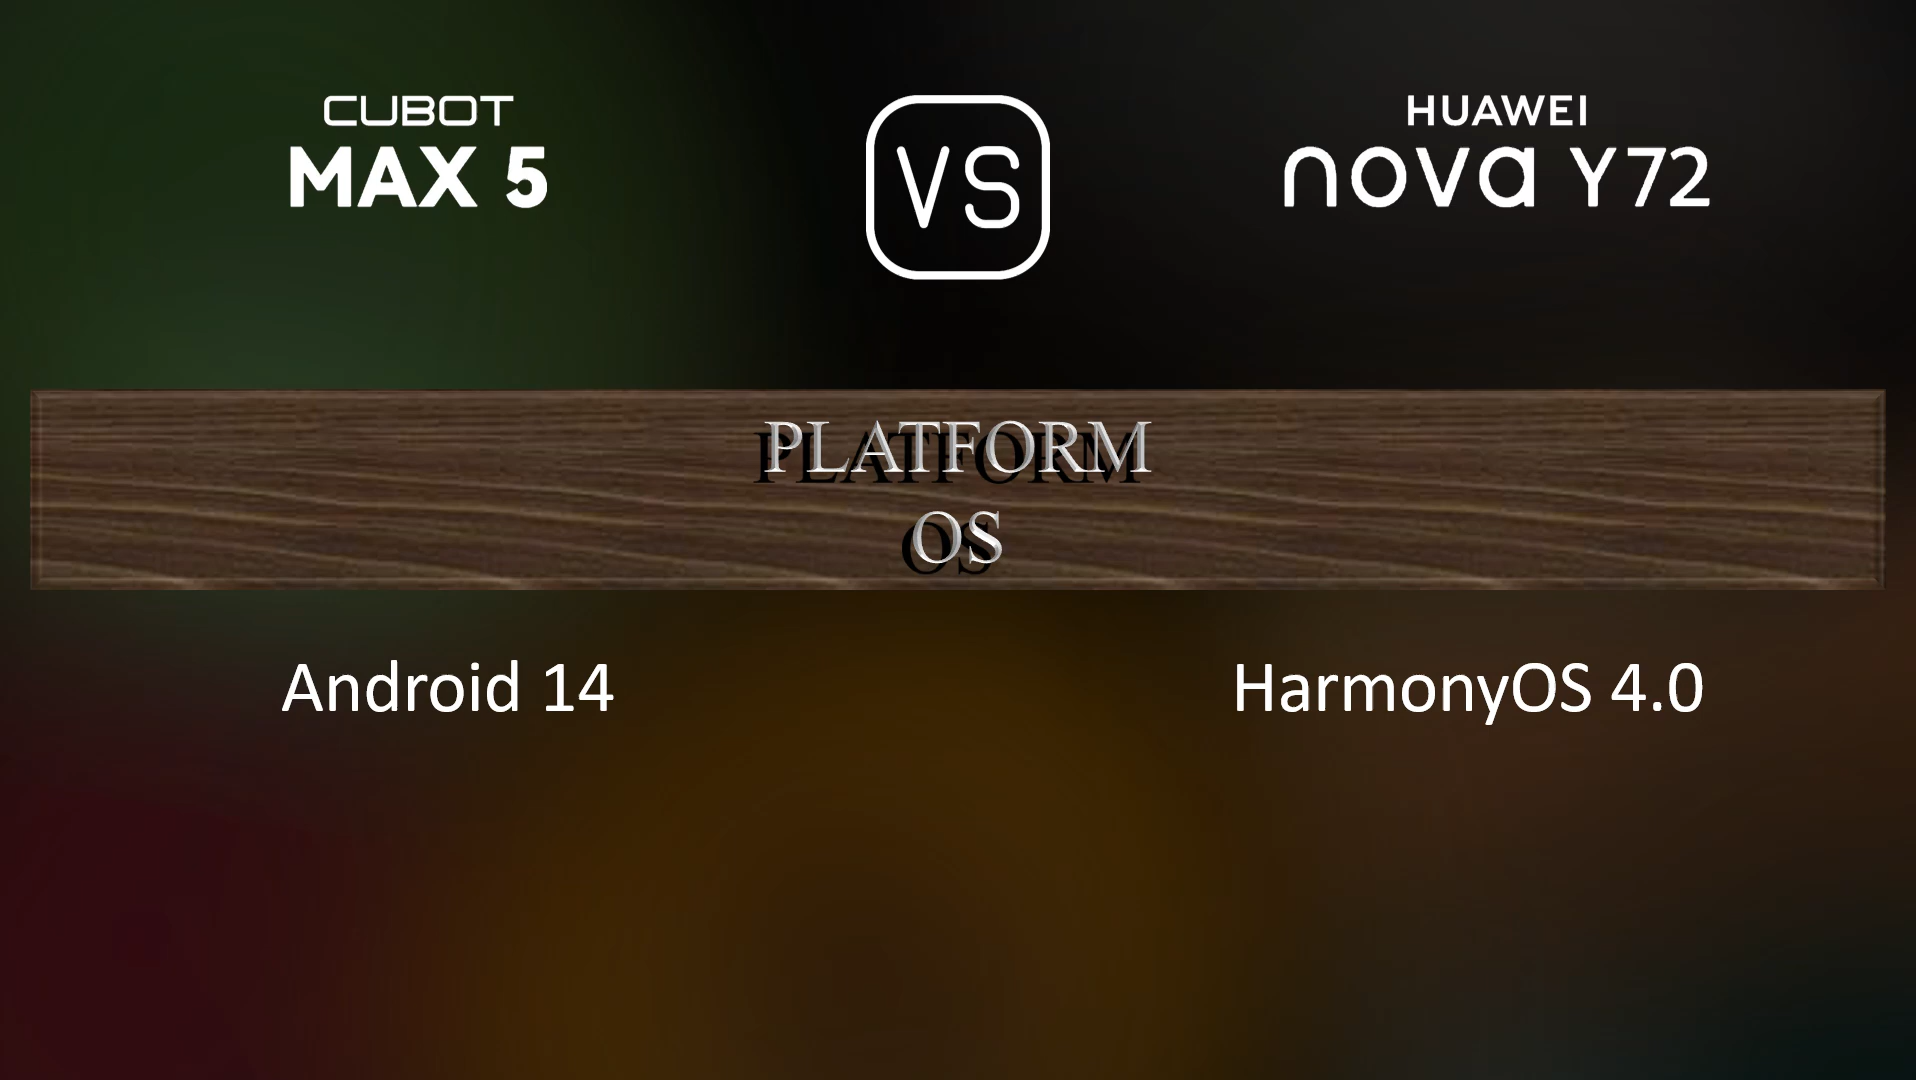 CUBOT
MAX 5
VS
HUAWEI
nova Y72
PLATFORM
OS
Android 14
HarmonyOS 4.0